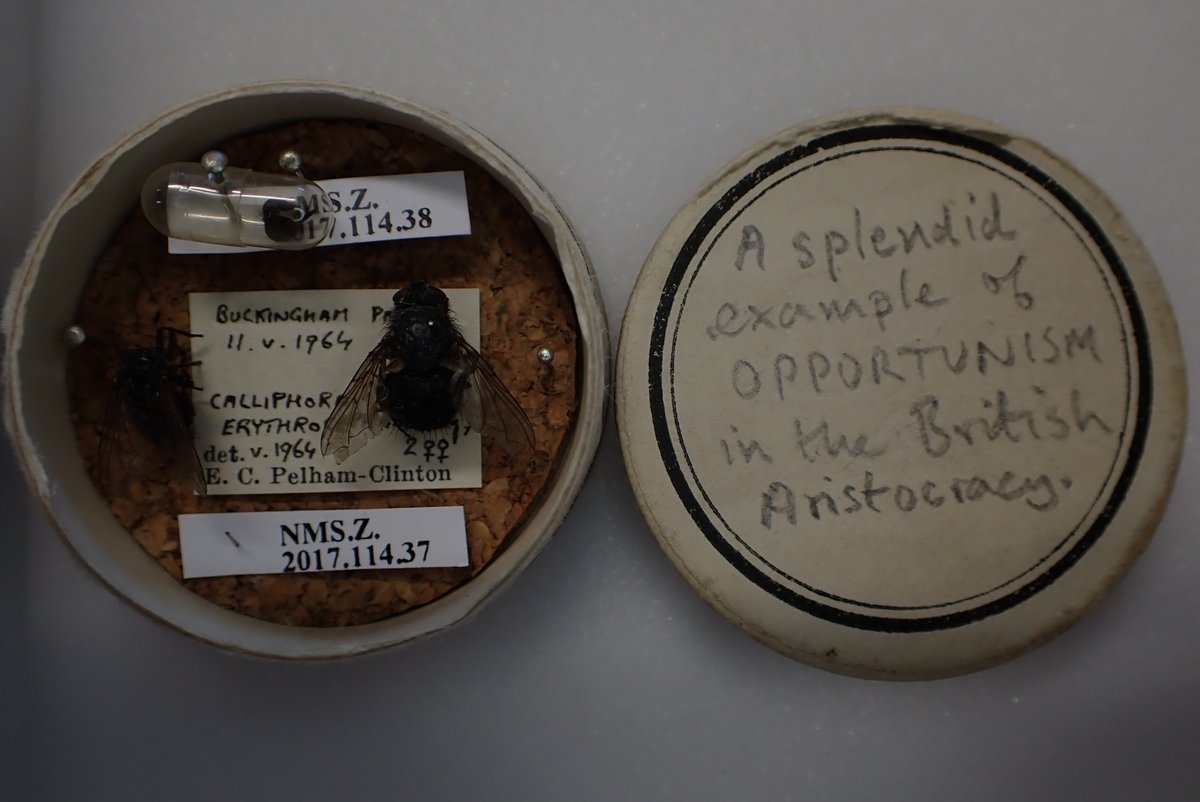 MS.Z.
017.114.38
BUCKINGHAM
11.v.1964
CALLIPHOR
ERYTHRO
det. v. 1964 2♀♀
E. C. Pelham-Clinton
NMS.Z.
2017.114.37
A splendid
example of
OPPORTUNISM
in the British
Aristocracy.